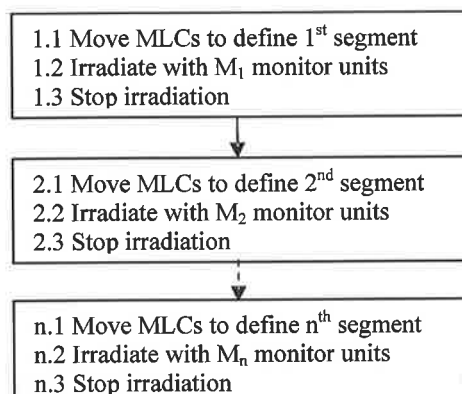 1.1 Move MLCs to define 1st segment
1.2 Irradiate with M1 monitor units
1.3 Stop irradiation
2.1 Move MLCs to define 2nd segment
2.2 Irradiate with M2 monitor units
2.3 Stop irradiation
n.1 Move MLCs to define nth segment
n.2 Irradiate with Mn monitor units
n.3 Stop irradiation